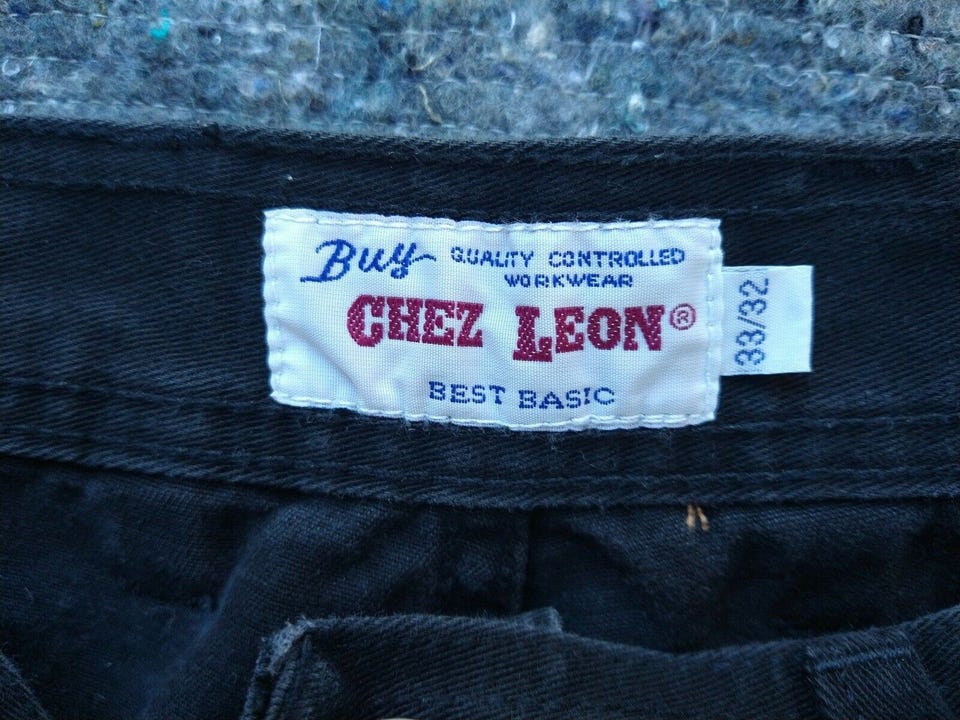 Buy QUALITY CONTROLLED
WORKWEAR
CHEZ LEON®
BEST BASIC
33/32